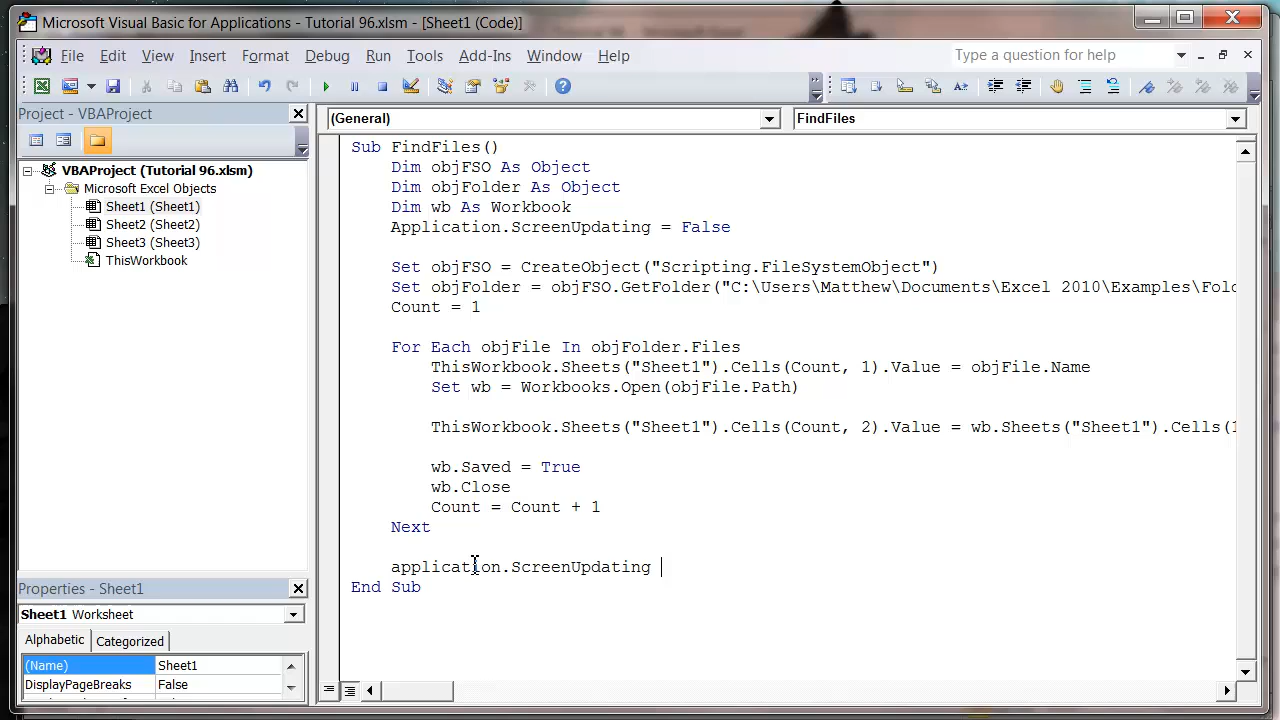 Microsoft Visual Basic for Applications - Tutorial 96.xlsm - [Sheet1 (Code)]
File Edit View Insert Format Debug Run Tools Add-Ins Window Help
Type a question for help
Project - VBAProject
(General)
FindFiles
VBAProject (Tutorial 96.xlsm)
Microsoft Excel Objects
Sheet1 (Sheet1)
Sheet2 (Sheet2)
Sheet3 (Sheet3)
ThisWorkbook
Sub FindFiles()
Dim objFSO As Object
Dim objFolder As Object
Dim wb As Workbook
Application.ScreenUpdating = False
Set objFSO = CreateObject("Scripting.FileSystemObject")
Set objFolder = objFSO.GetFolder("C:\Users\Matthew\Documents\Excel 2010\Examples\Fol
Count = 1
For Each objFile In objFolder.Files
ThisWorkbook.Sheets("Sheet1").Cells(Count, 1).Value = objFile.Name
Set wb = Workbooks.Open(objFile.Path)
ThisWorkbook.Sheets("Sheet1").Cells(Count, 2).Value = wb.Sheets("Sheet1").Cells(1
wb.Saved = True
wb.Close
Count = Count + 1
Next
application.ScreenUpdating
End Sub
Properties - Sheet1
Sheet1 Worksheet
Alphabetic Categorized
(Name) Sheet1
DisplayPageBreaks False